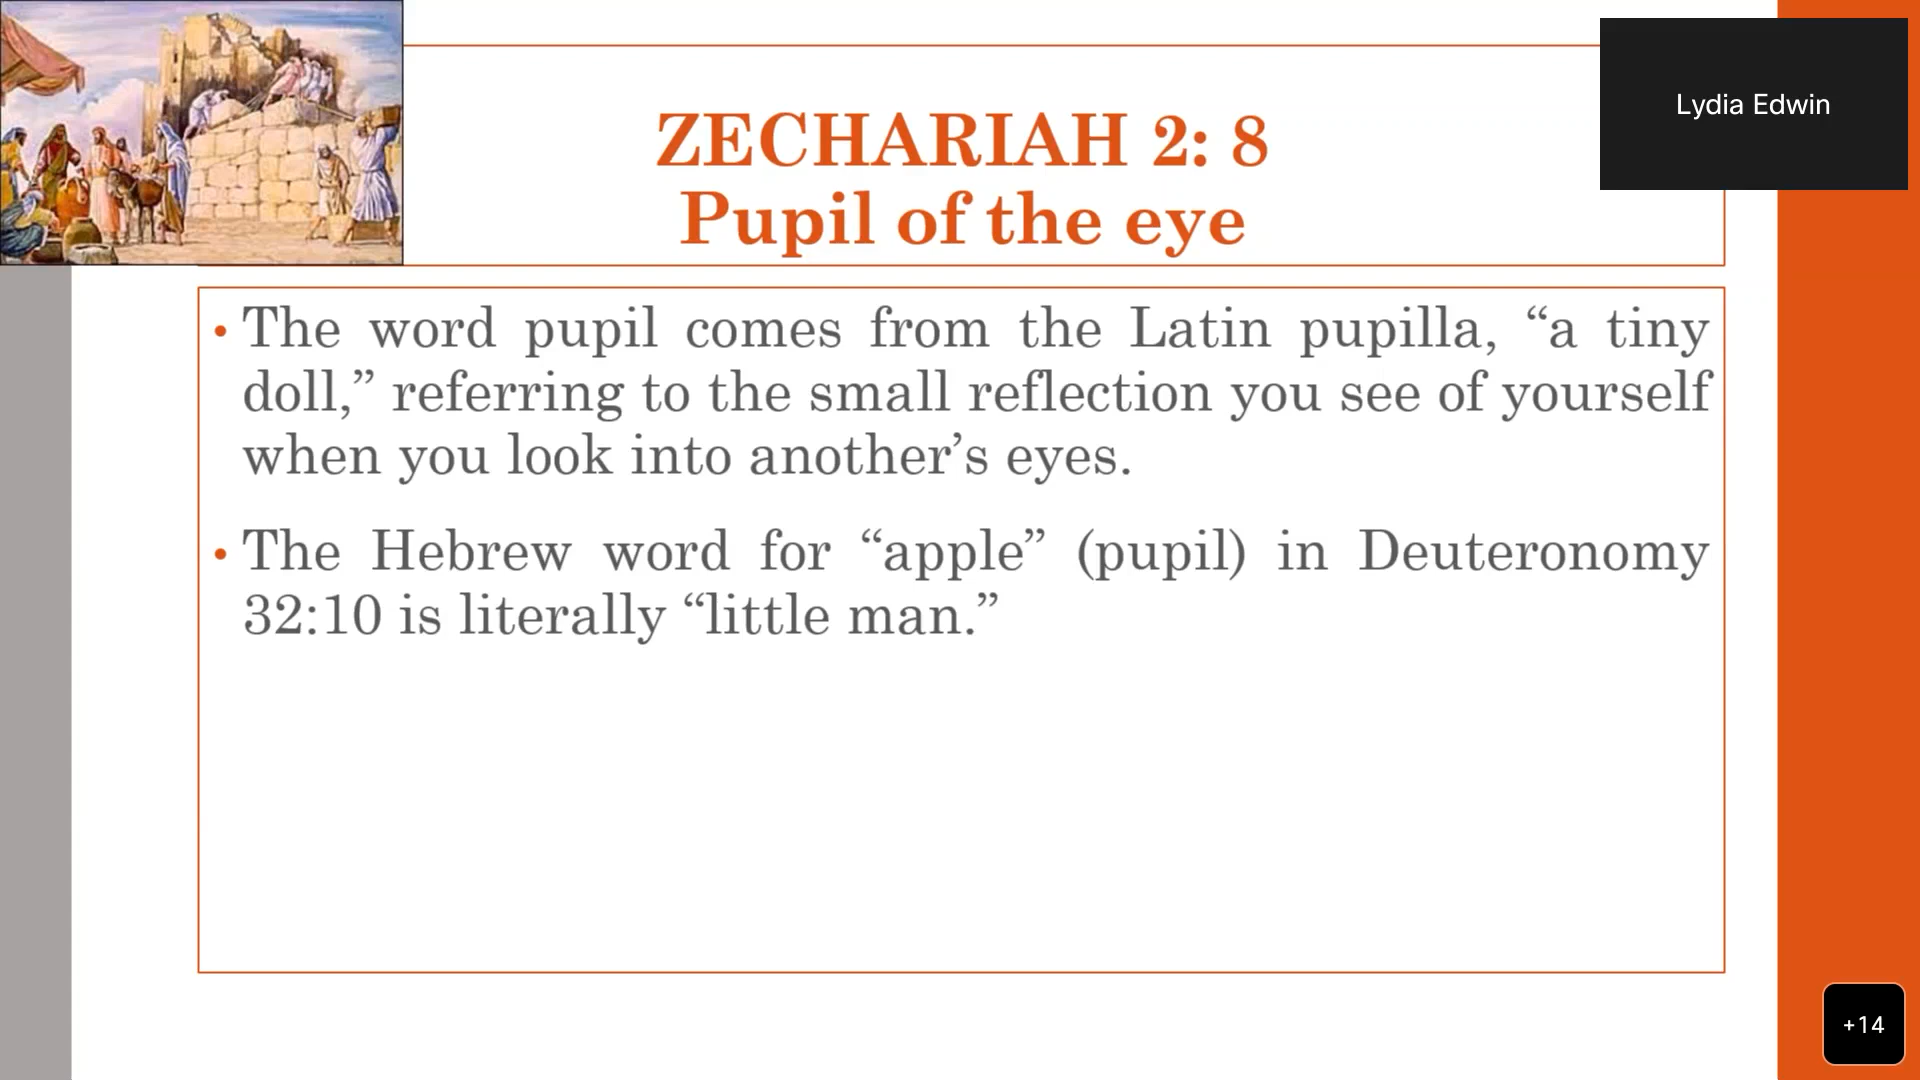 ZECHARIAH 2: 8
Pupil of the eye
Lydia Edwin
• The word pupil comes from the Latin pupilla, “a tiny
doll,” referring to the small reflection you see of yourself
when you look into another’s eyes.
• The Hebrew word for “apple” (pupil) in Deuteronomy
32:10 is literally “little man.”
+14